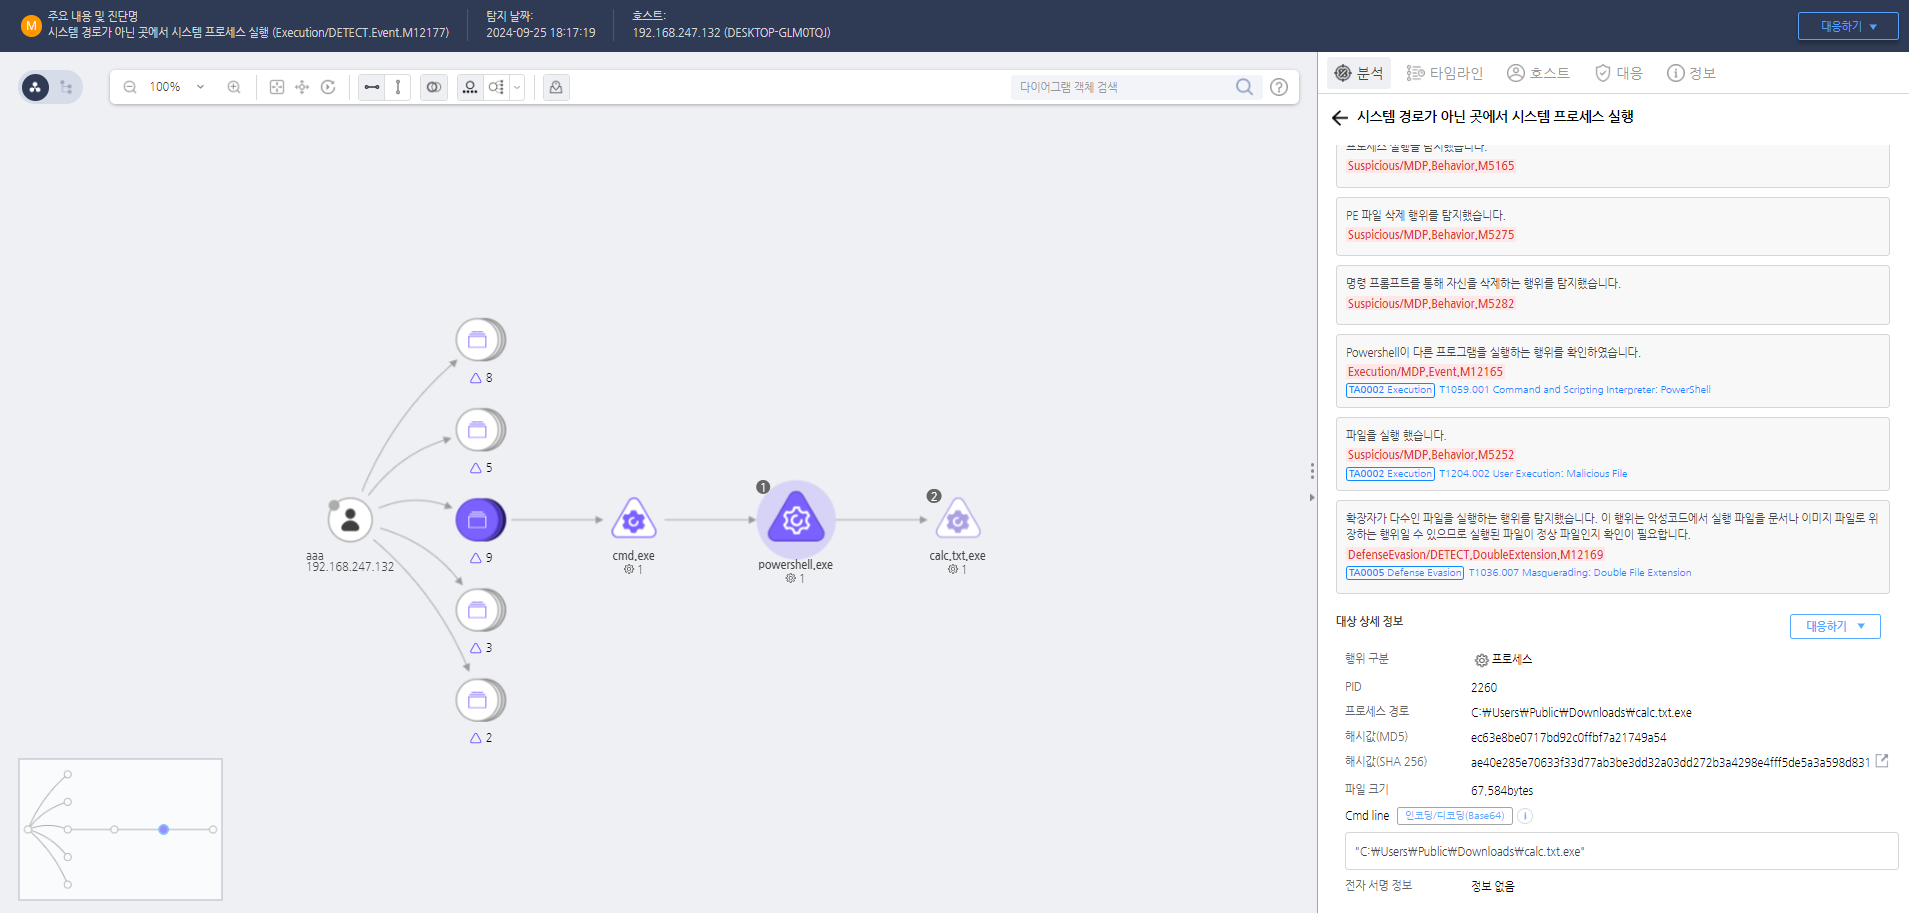 M
주요 내용 및 진단명
시스템 경로가 아닌 곳에서 시스템 프로세스 실행 (Execution/DETECT.Event.M12177)
탐지 날짜:
2024-09-25 18:17:19
호스트:
192.168.247.132 (DESKTOP-GLM0TQJ)
대응하기
100%
다이어그램 객체 검색
?
분석
타임라인
호스트
대응
정보
시스템 경로가 아닌 곳에서 시스템 프로세스 실행
프로세스 실행을 탐지했습니다.
Suspicious/MDP.Behavior.M5165
PE 파일 삭제 행위를 탐지했습니다.
Suspicious/MDP.Behavior.M5275
명령 프롬프트를 통해 자신을 삭제하는 행위를 탐지했습니다.
Suspicious/MDP.Behavior.M5282
Powershell이 다른 프로그램을 실행하는 행위를 확인하였습니다.
Execution/MDP.Event.M12165
TA0002 Execution T1059.001 Command and Scripting Interpreter: PowerShell
파일을 실행 했습니다.
Suspicious/MDP.Behavior.M5252
TA0002 Execution T1204.002 User Execution: Malicious File
확장자가 다수인 파일을 실행하는 행위를 탐지했습니다. 이 행위는 악성코드에서 실행 파일을 문서나 이미지 파일로 위
장하는 행위일 수 있으므로 실행된 파일이 정상 파일인지 확인이 필요합니다.
DefenseEvasion/DETECT.DoubleExtension.M12169
TA0005 Defense Evasion T1036.007 Masquerading: Double File Extension
대상 상세 정보
대응하기
행위 구분 프로세스
PID 2260
프로세스 경로 C:₩Users₩Public₩Downloads₩calc.txt.exe
해시값(MD5) ec63e8be0717bd92c0ffbf7a21749a54
해시값(SHA 256) ae40e285e70633f33d77ab3be3dd32a03dd272b3a4298e4fff5de5a3a598d831
파일 크기 67,584bytes
Cmd line 인코딩/디코딩(Base64) i
"C:₩Users₩Public₩Downloads₩calc.txt.exe"
전자 서명 정보 정보 없음
8
5
9
3
2
aaa
192.168.247.132
cmd.exe
1
1
powershell.exe
1
2
calc.txt.exe
1